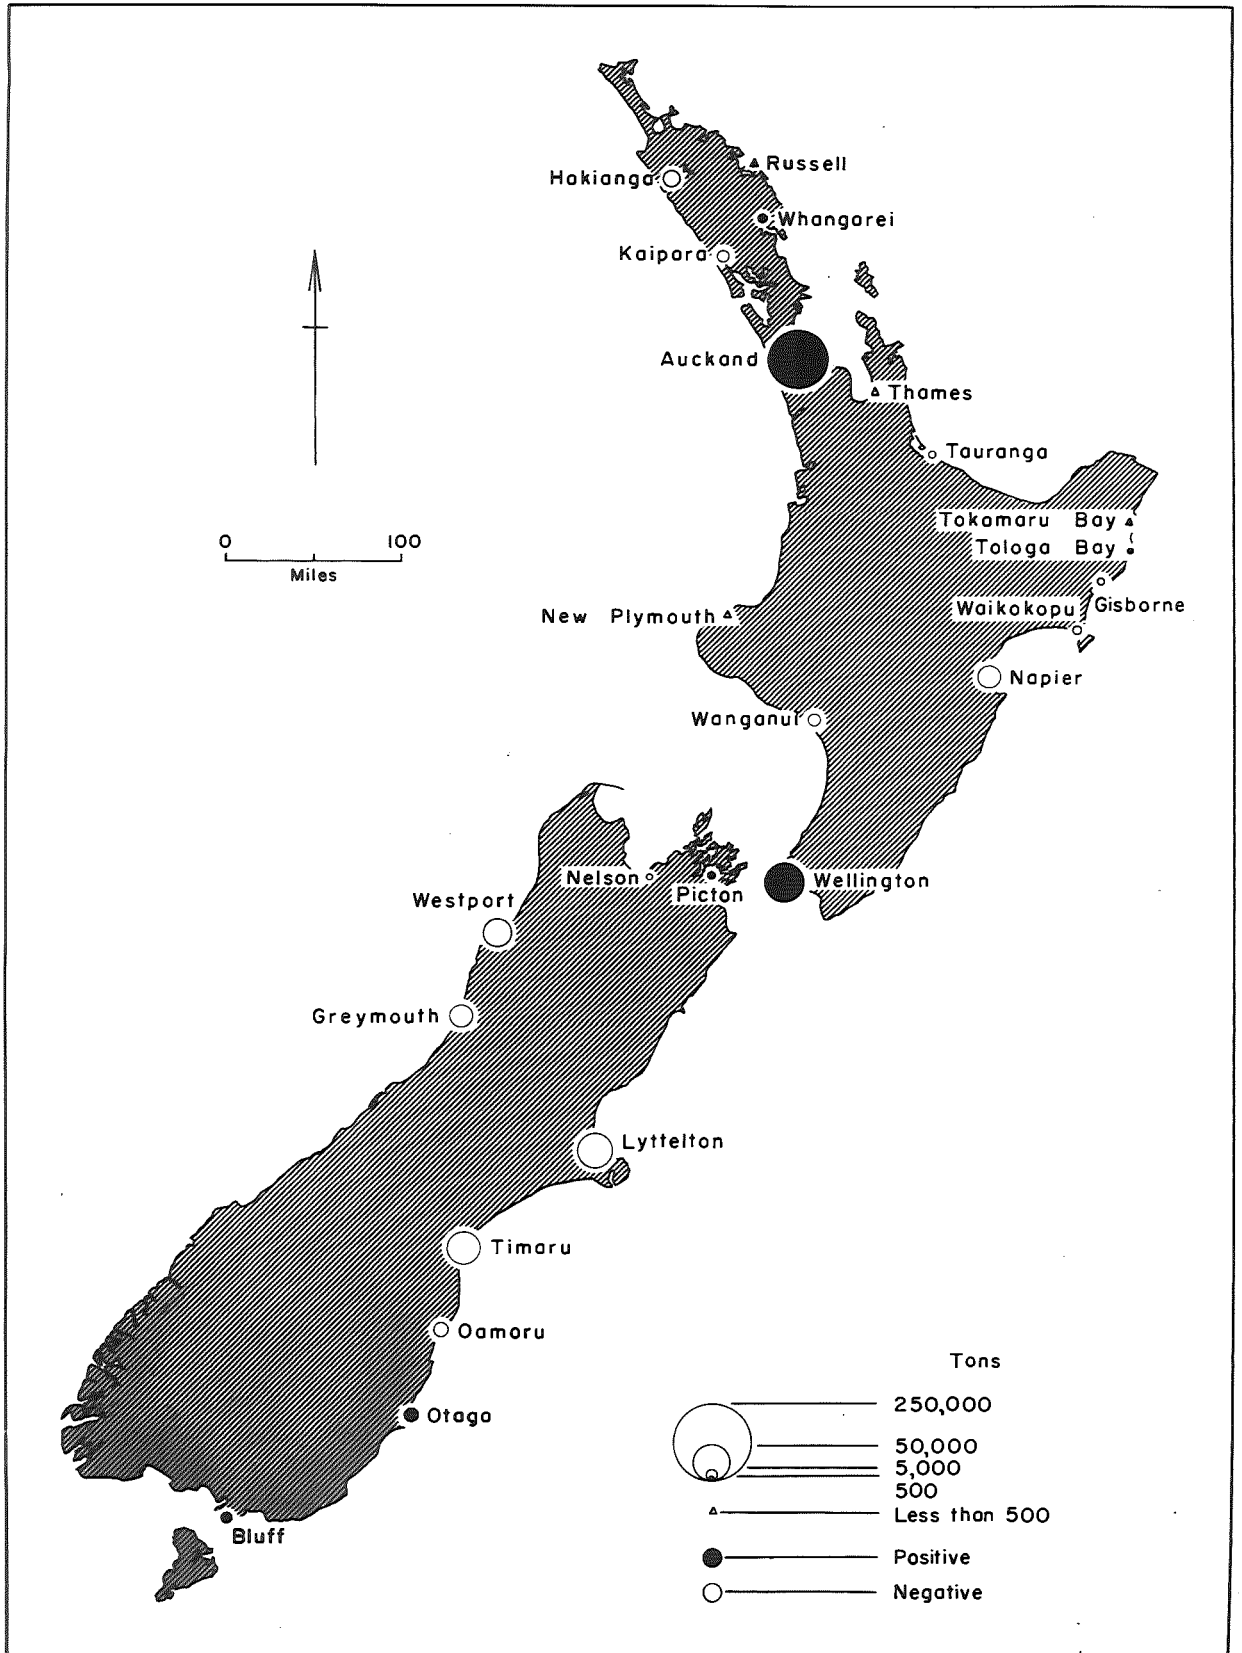 Russell
Hokianga
Whangarei
Kaipara
Auckand
Thames
Tauranga
Tokamaru Bay
Tologa Bay
0 100
Miles
Gisborne
Waikokopu
New Plymouth
Napier
Wanganui
Nelson
Picton
Wellington
Westport
Greymouth
Lyttelton
Timaru
Oamaru
Otago
Bluff
Tons
250,000
50,000
5,000
500
Less than 500
Positive
Negative